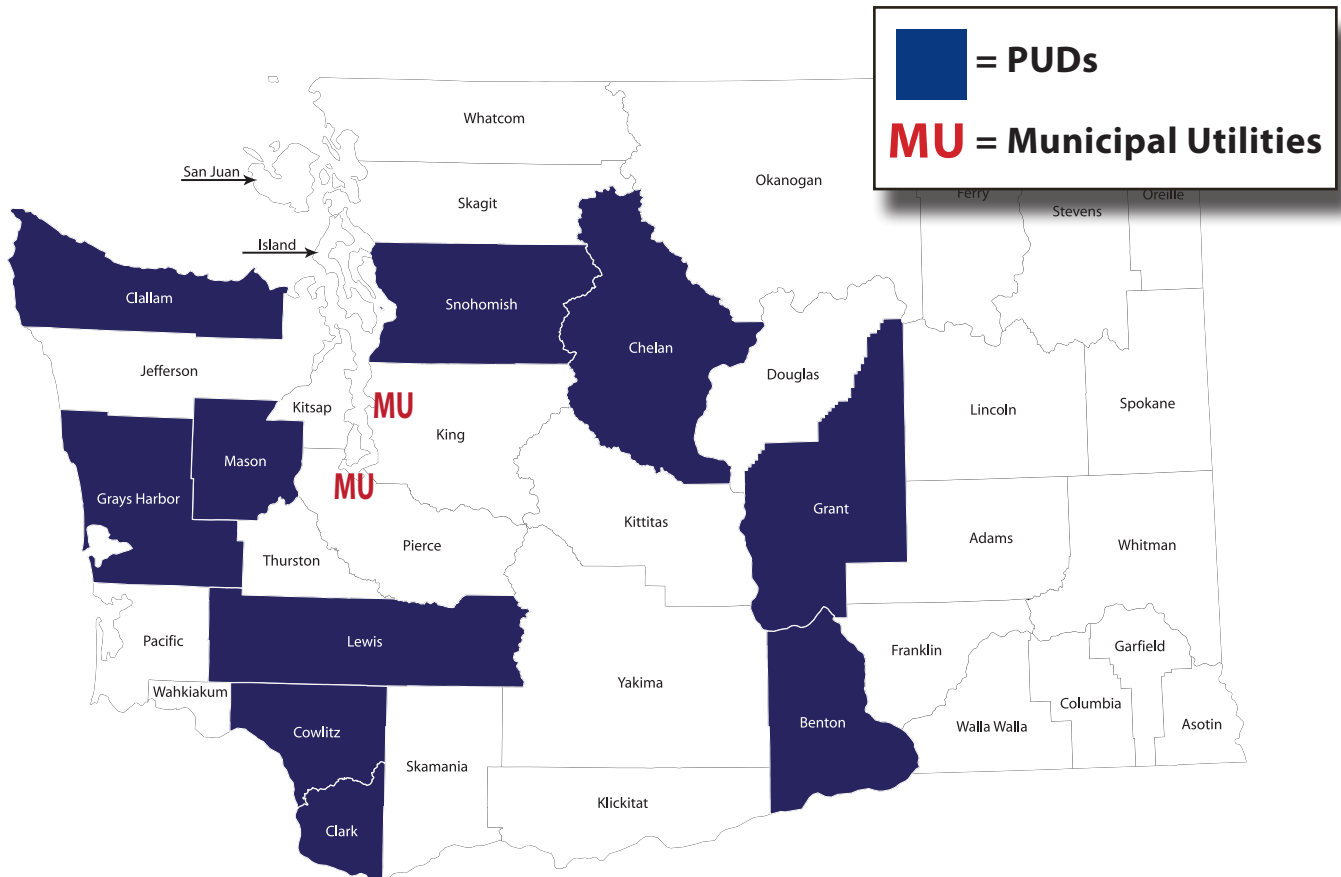 = PUDs
MU = Municipal Utilities
Whatcom
San Juan
Okanogan
Ferry
Oreille
Skagit
Stevens
Island
Clallam
Snohomish
Chelan
Jefferson
Douglas
Kitsap
MU
King
Lincoln
Spokane
Mason
MU
Grays Harbor
Grant
Kittitas
Adams
Pierce
Whitman
Thurston
Pacific
Lewis
Franklin
Garfield
Yakima
Wahkiakum
Columbia
Cowlitz
Benton
Walla Walla
Asotin
Skamania
Klickitat
Clark